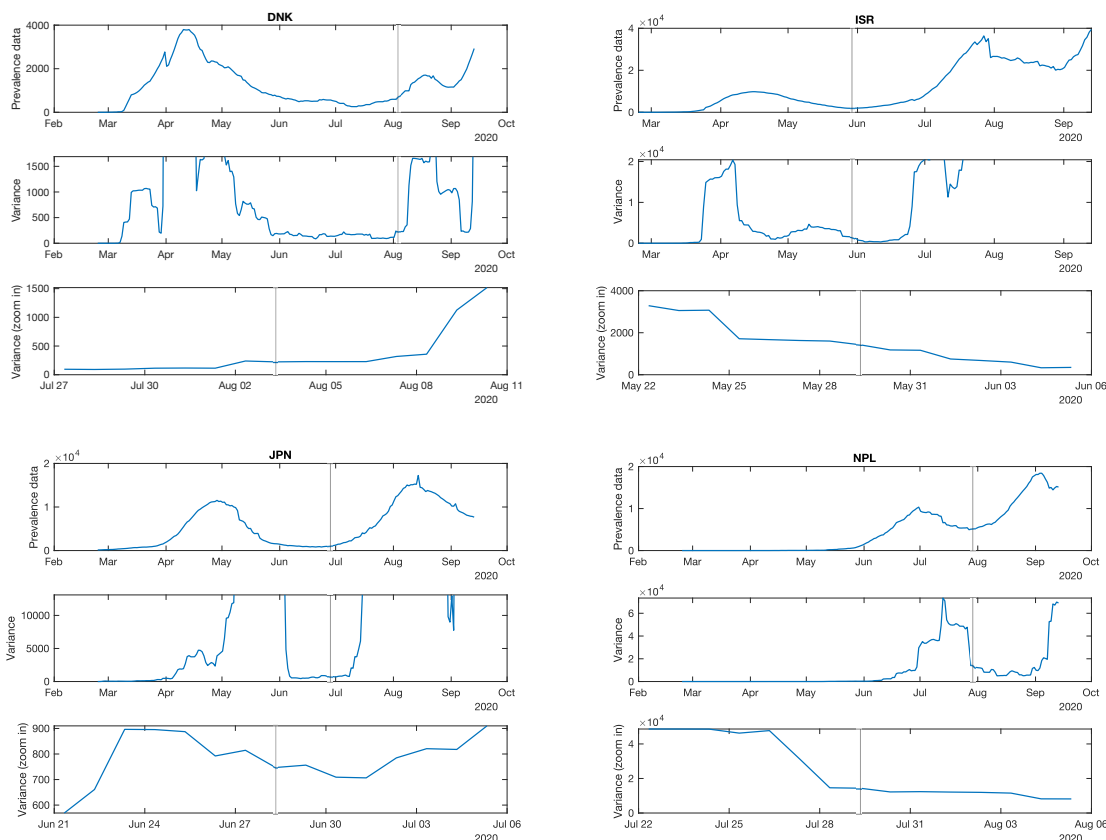 DNK
Prevalence data
4000
2000
0
Feb Mar Apr May Jun Jul Aug Sep Oct
2020
Variance
1500
1000
500
0
Feb Mar Apr May Jun Jul Aug Sep Oct
2020
Variance (zoom in)
1500
1000
500
0
Jul 27 Jul 30 Aug 02 Aug 05 Aug 08 Aug 11
2020
ISR
×10^4
Prevalence data
4
2
0
Mar Apr May Jun Jul Aug Sep
2020
×10^4
Variance
2
1
0
Mar Apr May Jun Jul Aug Sep
2020
Variance (zoom in)
4000
2000
0
May 22 May 25 May 28 May 31 Jun 03 Jun 06
2020
JPN
×10^4
Prevalence data
2
1
0
Feb Mar Apr May Jun Jul Aug Sep Oct
2020
Variance
10000
5000
0
Feb Mar Apr May Jun Jul Aug Sep Oct
2020
Variance (zoom in)
900
800
700
600
Jun 21 Jun 24 Jun 27 Jun 30 Jul 03 Jul 06
2020
NPL
×10^4
Prevalence data
2
1
0
Feb Mar Apr May Jun Jul Aug Sep Oct
2020
×10^4
Variance
6
4
2
0
Feb Mar Apr May Jun Jul Aug Sep Oct
2020
×10^4
Variance (zoom in)
4
2
0
Jul 22 Jul 25 Jul 28 Jul 31 Aug 03 Aug 06
2020